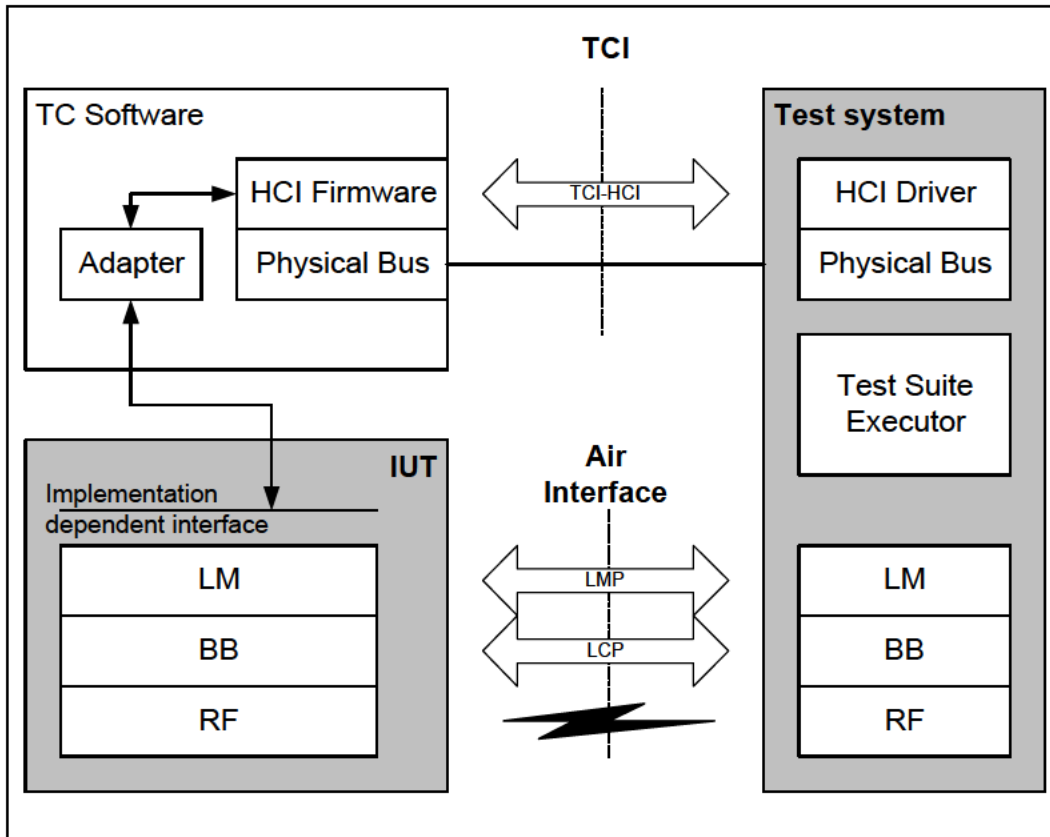 TCI
TC Software
HCI Firmware
Physical Bus
Adapter
TCI-HCI
Test system
HCI Driver
Physical Bus
Test Suite
Executor
IUT
Implementation
dependent interface
LM
BB
RF
Air
Interface
LMP
LCP
LM
BB
RF